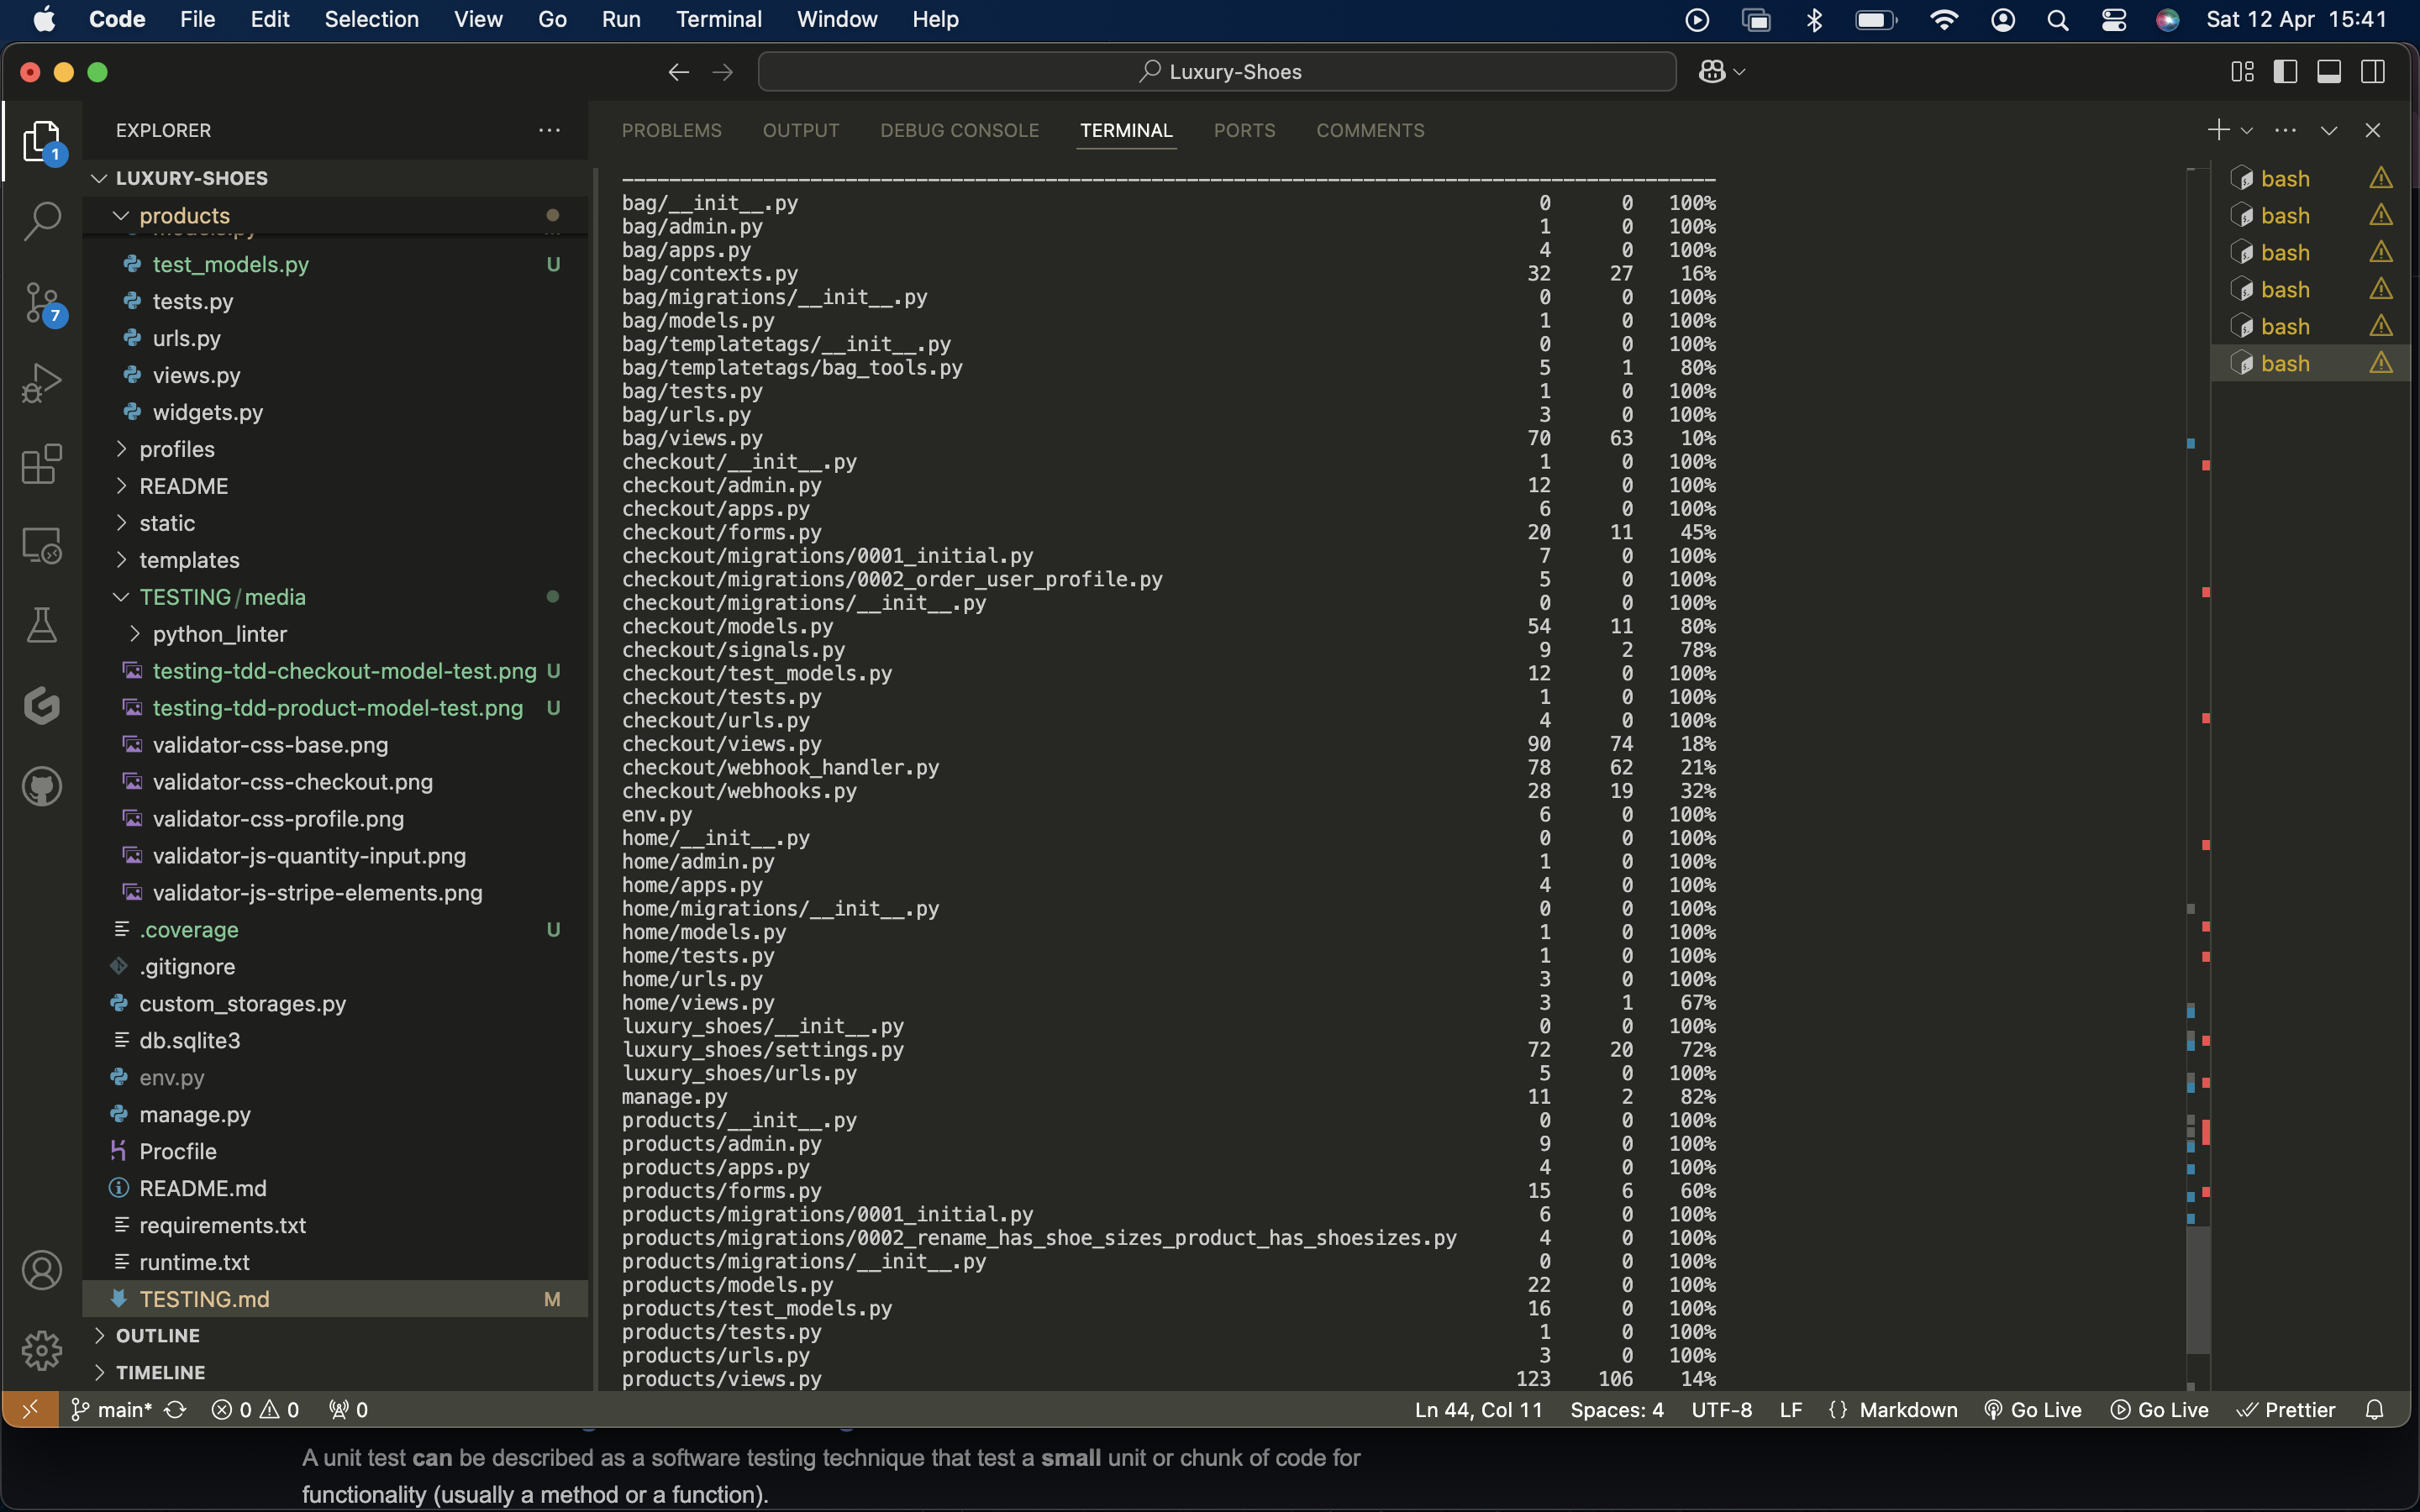 Code File Edit Selection View Go Run Terminal Window Help Sat 12 Apr 15:41
Luxury-Shoes
EXPLORER
LUXURY-SHOES
products
test_models.py U
tests.py
urls.py
views.py
widgets.py
profiles
README
static
templates
TESTING/media
python_linter
testing-tdd-checkout-model-test.png U
testing-tdd-product-model-test.png U
validator-css-base.png
validator-css-checkout.png
validator-css-profile.png
validator-js-quantity-input.png
validator-js-stripe-elements.png
.coverage U
.gitignore
custom_storages.py
db.sqlite3
env.py
manage.py
Procfile
README.md
requirements.txt
runtime.txt
TESTING.md M
OUTLINE
TIMELINE
1
7
PROBLEMS OUTPUT DEBUG CONSOLE TERMINAL PORTS COMMENTS
bag/__init__.py 0 0 100%
bag/admin.py 1 0 100%
bag/apps.py 4 0 100%
bag/contexts.py 32 27 16%
bag/migrations/__init__.py 0 0 100%
bag/models.py 1 0 100%
bag/templatetags/__init__.py 0 0 100%
bag/templatetags/bag_tools.py 5 1 80%
bag/tests.py 1 0 100%
bag/urls.py 3 0 100%
bag/views.py 70 63 10%
checkout/__init__.py 1 0 100%
checkout/admin.py 12 0 100%
checkout/apps.py 6 0 100%
checkout/forms.py 20 11 45%
checkout/migrations/0001_initial.py 7 0 100%
checkout/migrations/0002_order_user_profile.py 5 0 100%
checkout/migrations/__init__.py 0 0 100%
checkout/models.py 54 11 80%
checkout/signals.py 9 2 78%
checkout/test_models.py 12 0 100%
checkout/tests.py 1 0 100%
checkout/urls.py 4 0 100%
checkout/views.py 90 74 18%
checkout/webhook_handler.py 78 62 21%
checkout/webhooks.py 28 19 32%
env.py 6 0 100%
home/__init__.py 0 0 100%
home/admin.py 1 0 100%
home/apps.py 4 0 100%
home/migrations/__init__.py 0 0 100%
home/models.py 1 0 100%
home/tests.py 1 0 100%
home/urls.py 3 0 100%
home/views.py 3 1 67%
luxury_shoes/__init__.py 0 0 100%
luxury_shoes/settings.py 72 20 72%
luxury_shoes/urls.py 5 0 100%
manage.py 11 2 82%
products/__init__.py 0 0 100%
products/admin.py 9 0 100%
products/apps.py 4 0 100%
products/forms.py 15 6 60%
products/migrations/0001_initial.py 6 0 100%
products/migrations/0002_rename_has_shoe_sizes_product_has_shoesizes.py 4 0 100%
products/migrations/__init__.py 0 0 100%
products/models.py 22 0 100%
products/test_models.py 16 0 100%
products/tests.py 1 0 100%
products/urls.py 3 0 100%
products/views.py 123 106 14%
bash
bash
bash
bash
bash
bash
main* 0 0 0 Ln 44, Col 11 Spaces: 4 UTF-8 LF {} Markdown Go Live Go Live Prettier
A unit test can be described as a software testing technique that test a small unit or chunk of code for
functionality (usually a method or a function).